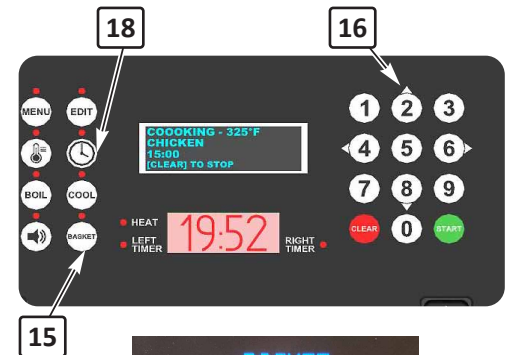 18
16
MENU
EDIT
COOOKING - 325°F
CHICKEN
15:00
[CLEAR] TO STOP
1 2 3
4 5 6
BOIL
COOL
7 8 9
HEAT
LEFT
TIMER
19:52
RIGHT
TIMER
BASKET
CLEAR
0
START
15